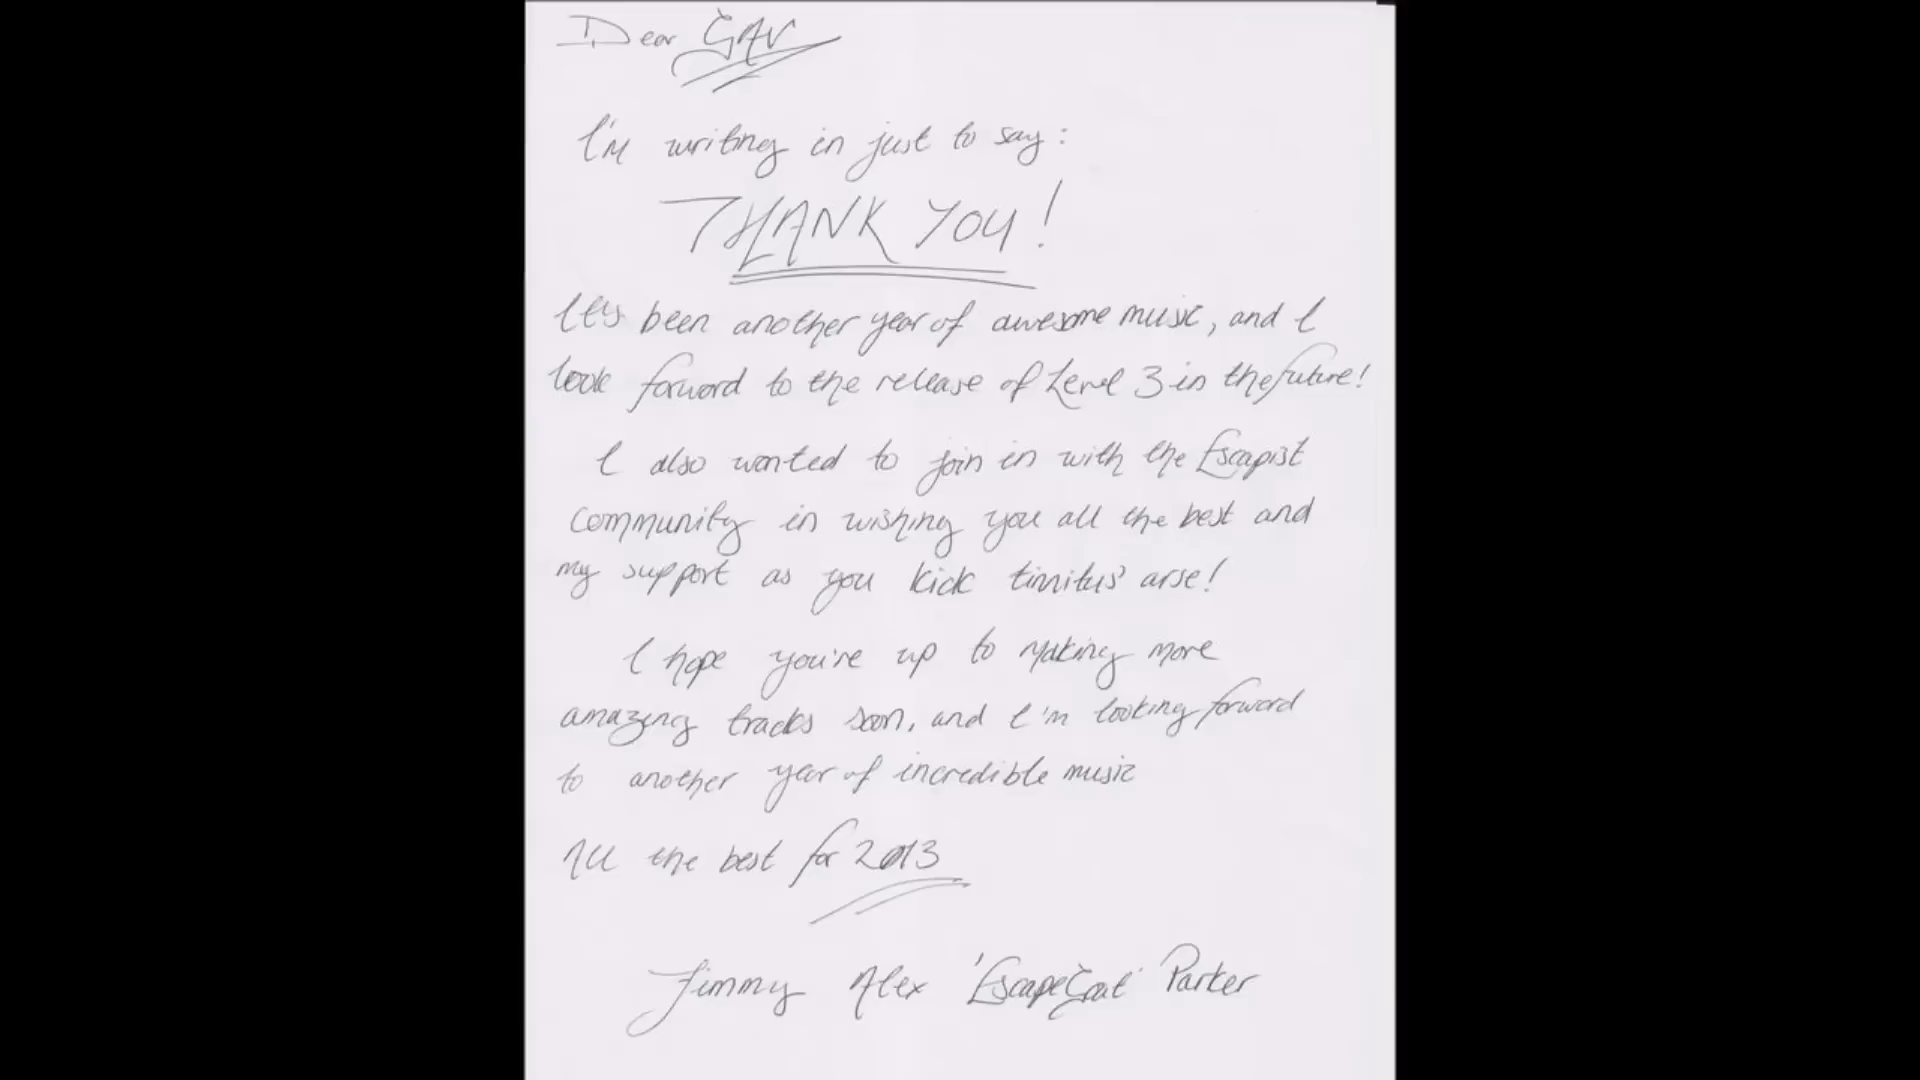 Dear GAV
I'm writing in just to say:
THANK YOU!
It's been another year of awesome music, and I
look forward to the release of Level 3 in the future!
I also wanted to join in with the Escapist
Community in wishing you all the best and
my support as you kick tinnitus' arse!
I hope you're up to making more
amazing tracks soon, and I'm looking forward
to another year of incredible music
All the best for 2013
Jimmy Alex 'EscapeGoat' Parker